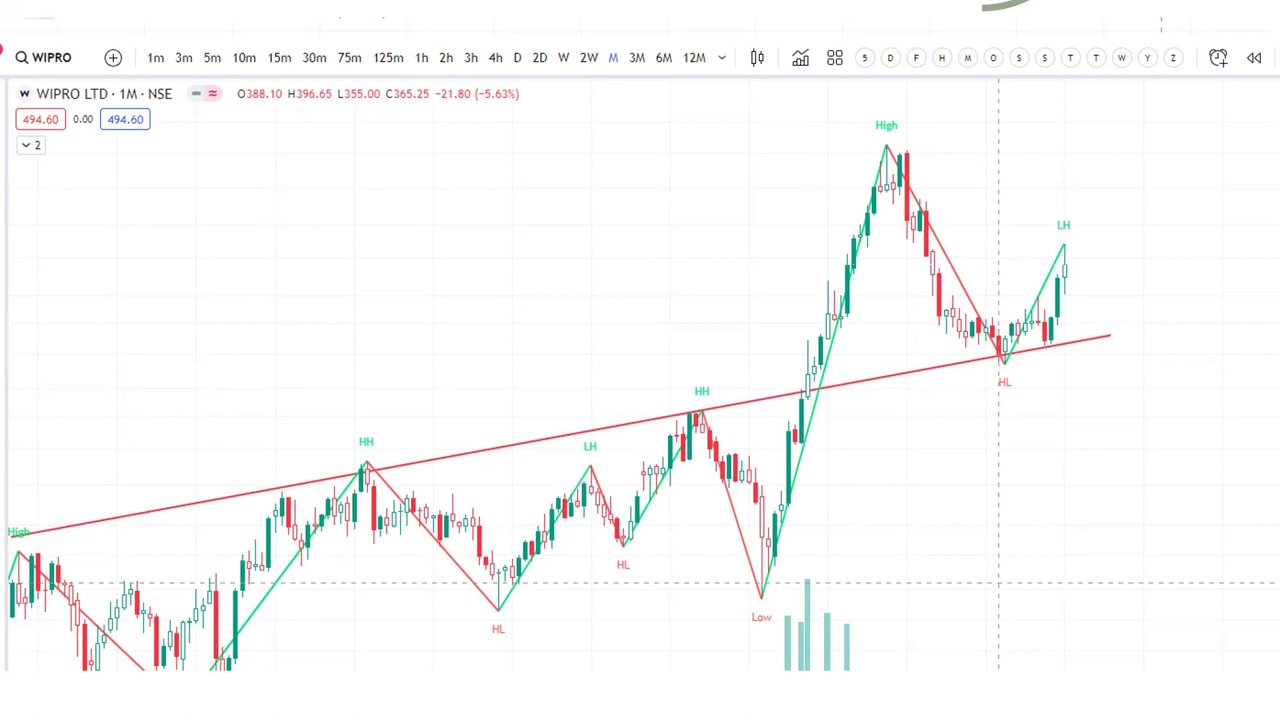 WIPRO 1m 3m 5m 10m 15m 30m 75m 125m 1h 2h 3h 4h D 2D W 2W M 3M 6M 12M 5 D F H M O S S T T W Y Z
W WIPRO LTD · 1M · NSE O388.10 H396.65 L355.00 C365.25 −21.80 (−5.63%)
494.60 0.00 494.60
2
High
LH
HL
HH
HH
LH
High
HL
HL
Low